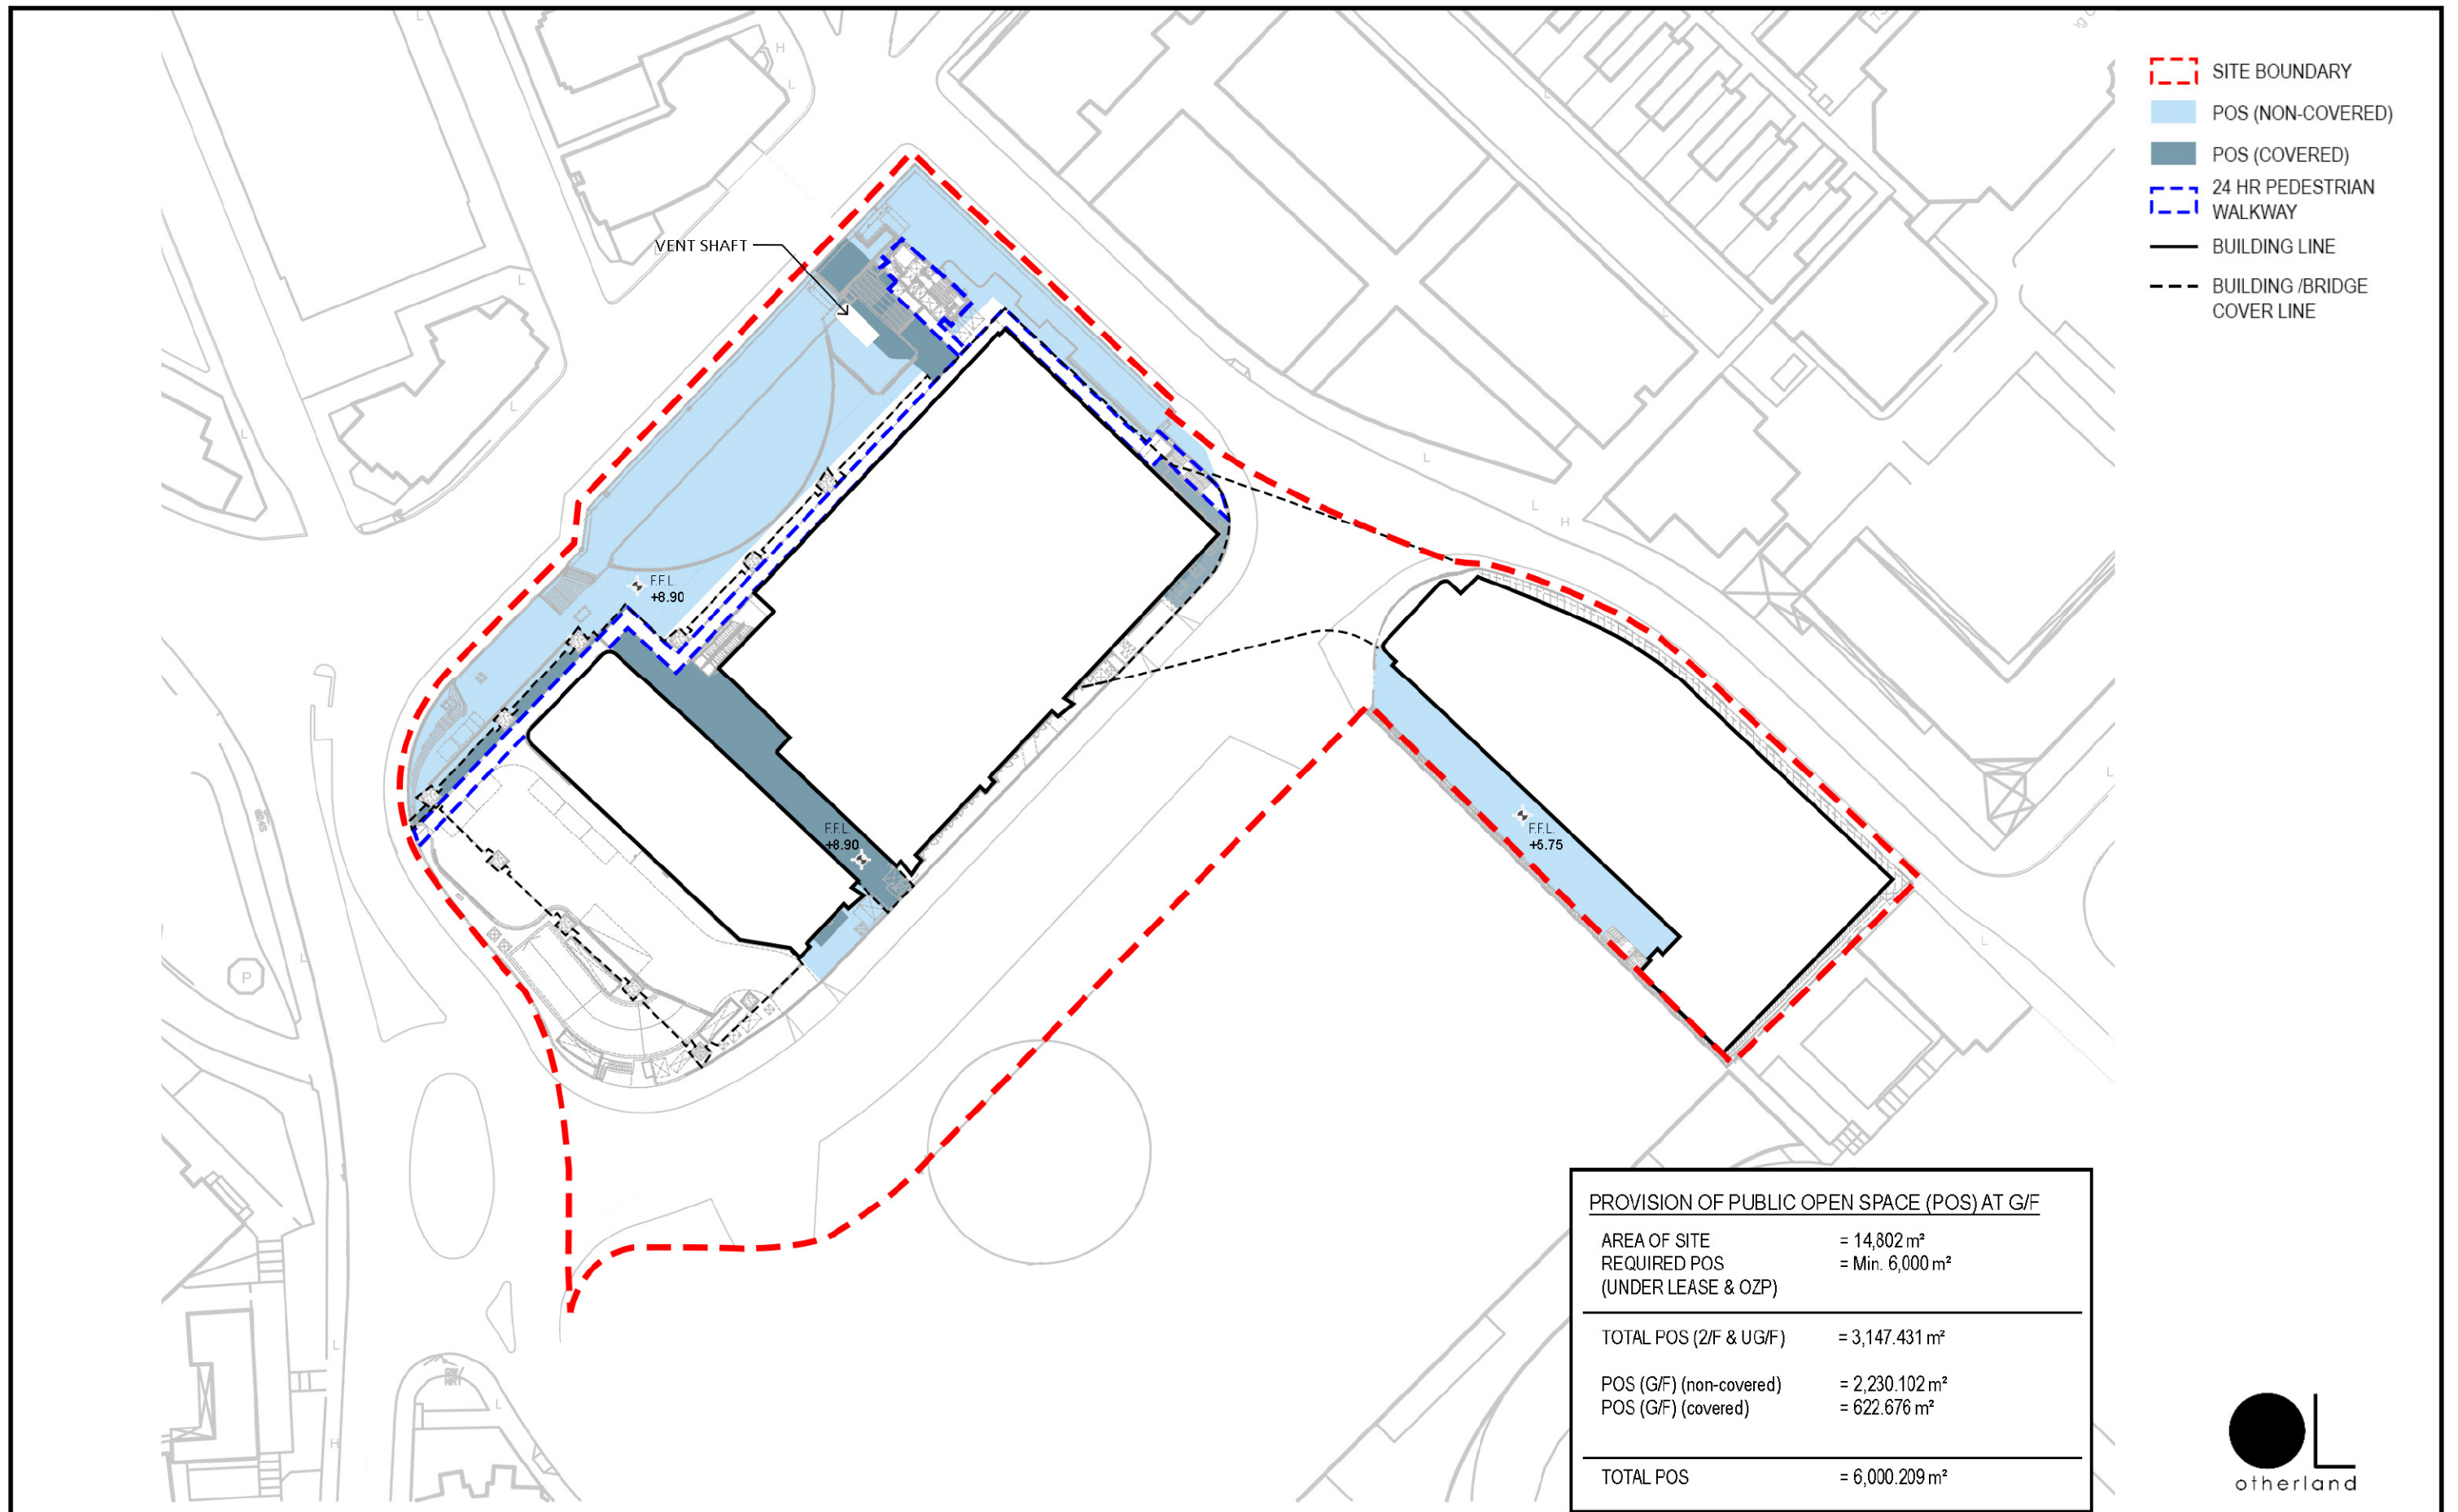 SITE BOUNDARY
POS (NON-COVERED)
POS (COVERED)
24 HR PEDESTRIAN
WALKWAY
BUILDING LINE
BUILDING /BRIDGE
COVER LINE
VENT SHAFT
F.F.L.
+8.90
F.F.L.
+8.90
F.F.L.
+5.75
P
PROVISION OF PUBLIC OPEN SPACE (POS) AT G/F
AREA OF SITE = 14,802 m²
REQUIRED POS = Min. 6,000 m²
(UNDER LEASE & OZP)
TOTAL POS (2/F & UG/F) = 3,147.431 m²
POS (G/F) (non-covered) = 2,230.102 m²
POS (G/F) (covered) = 622.676 m²
TOTAL POS = 6,000.209 m²
OL
otherland